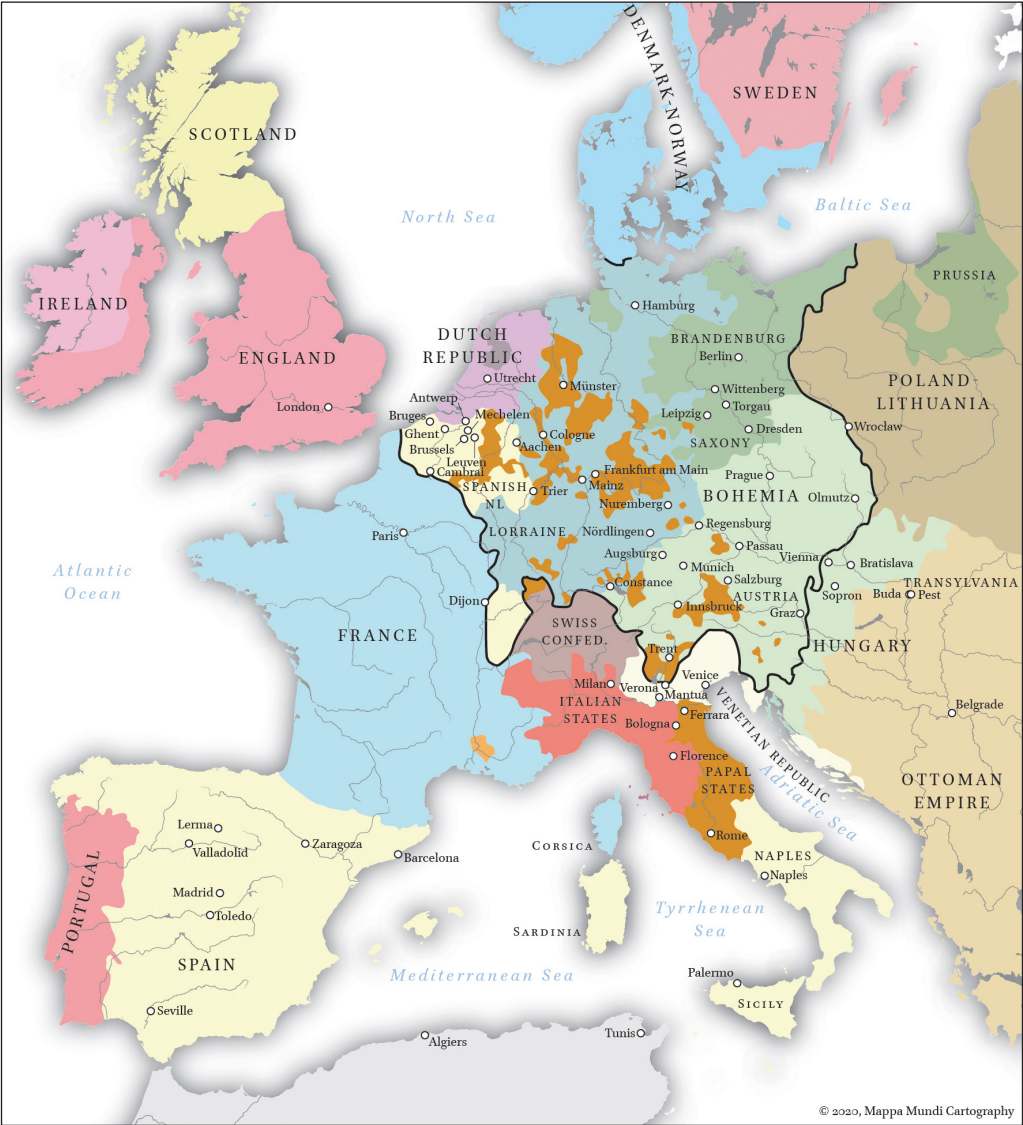 DENMARK-NORWAY
SWEDEN
SCOTLAND
North Sea
Baltic Sea
PRUSSIA
IRELAND
Hamburg
DUTCH
REPUBLIC
BRANDENBURG
Berlin
ENGLAND
Utrecht
Münster
Wittenberg
POLAND-
LITHUANIA
London
Antwerp
Torgau
Bruges
Mechelen
Leipzig
Ghent
Cologne
Dresden
Wrocław
Brussels
Aachen
SAXONY
Leuven
Cambrai
Frankfurt am Main
Prague
SPANISH
NL
Trier
Mainz
BOHEMIA
Olmutz
Nuremberg
Paris
LORRAINE
Nördlingen
Regensburg
Augsburg
Passau
Vienna
Bratislava
Atlantic
Ocean
Munich
Constance
Salzburg
TRANSYLVANIA
AUSTRIA
Sopron
Buda
Pest
Dijon
Innsbruck
Graz
FRANCE
SWISS
CONFED.
HUNGARY
Trent
Milan
Verona
Venice
Mantua
ITALIAN
STATES
VENETIAN REPUBLIC
Belgrade
Ferrara
Bologna
Florence
PAPAL
STATES
Adriatic Sea
OTTOMAN
EMPIRE
Lerma
Valladolid
Zaragoza
Barcelona
CORSICA
Rome
NAPLES
Naples
PORTUGAL
Madrid
Toledo
Tyrrhenean
Sea
SARDINIA
SPAIN
Mediterranean Sea
Palermo
SICILY
Seville
Algiers
Tunis
© 2020, Mappa Mundi Cartography